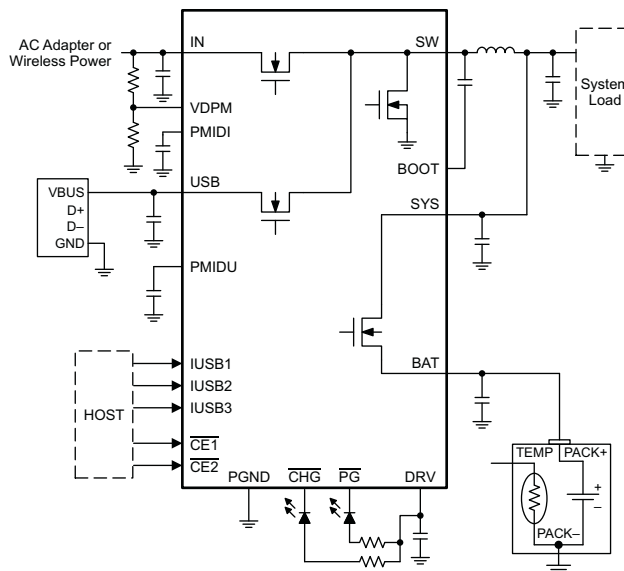 AC Adapter or
Wireless Power
IN
SW
System
Load
VDPM
PMIDI
BOOT
USB
SYS
VBUS
D+
D–
GND
PMIDU
BAT
HOST
IUSB1
IUSB2
IUSB3
CE1
CE2
PGND
CHG
PG
DRV
TEMP
PACK+
+
–
PACK–